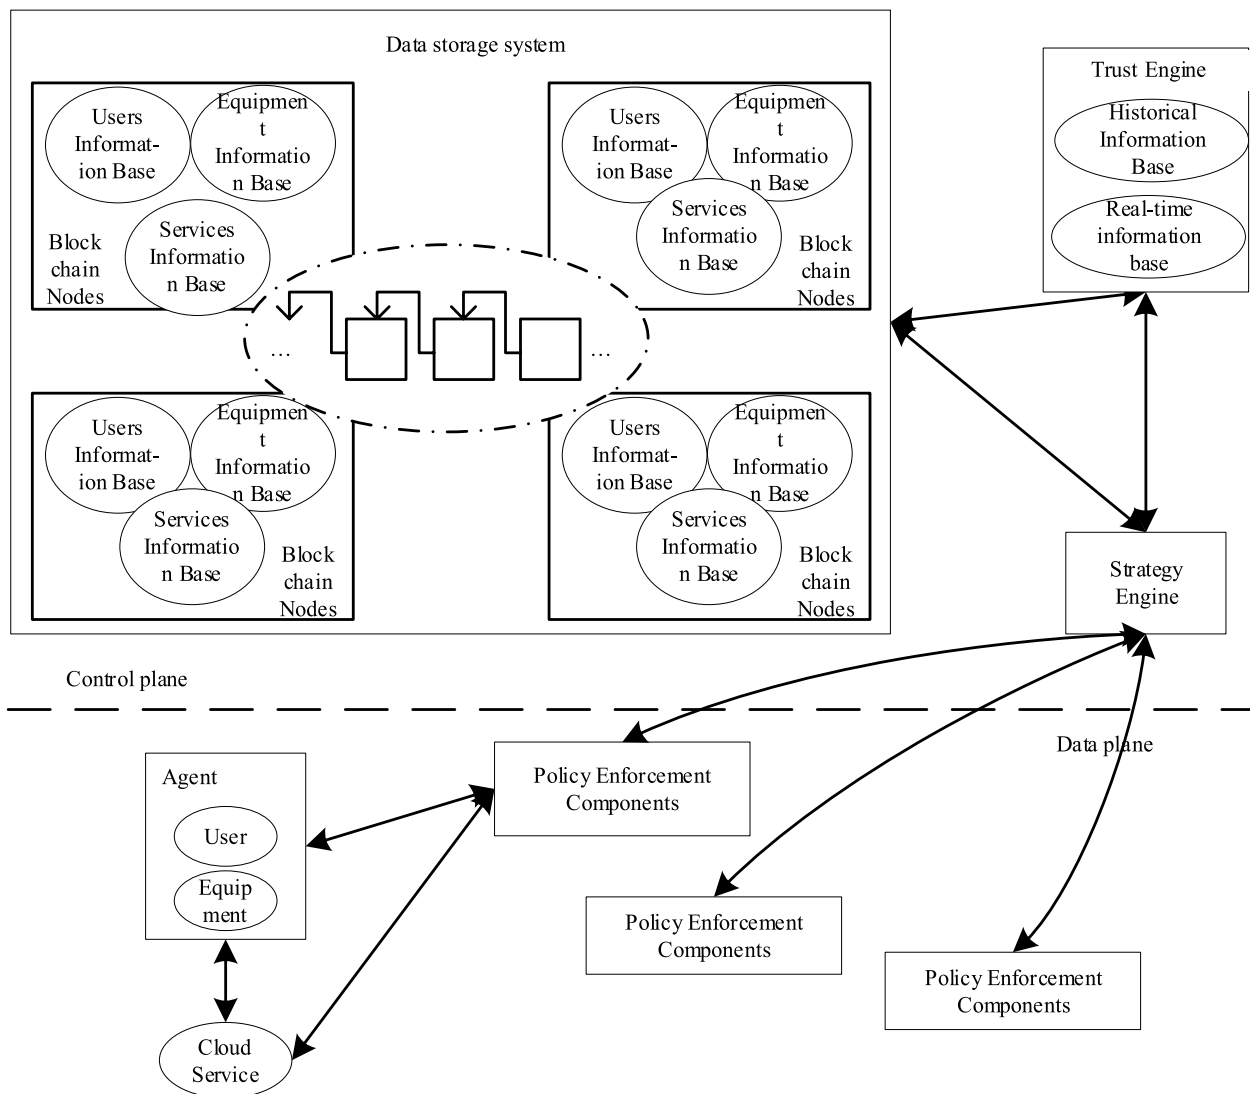 Data storage system
Users
Informat-
ion Base
Equipmen
t
Informatio
n Base
Services
Informatio
n Base
Block
chain
Nodes
Users
Informat-
ion Base
Equipmen
t
Informatio
n Base
Services
Informatio
n Base
Block
chain
Nodes
...
...
Users
Informat-
ion Base
Equipmen
t
Informatio
n Base
Services
Informatio
n Base
Block
chain
Nodes
Users
Informat-
ion Base
Equipmen
t
Informatio
n Base
Services
Informatio
n Base
Block
chain
Nodes
Trust Engine
Historical
Information
Base
Real-time
information
base
Strategy
Engine
Control plane
Data plane
Agent
User
Equip
ment
Cloud
Service
Policy Enforcement
Components
Policy Enforcement
Components
Policy Enforcement
Components